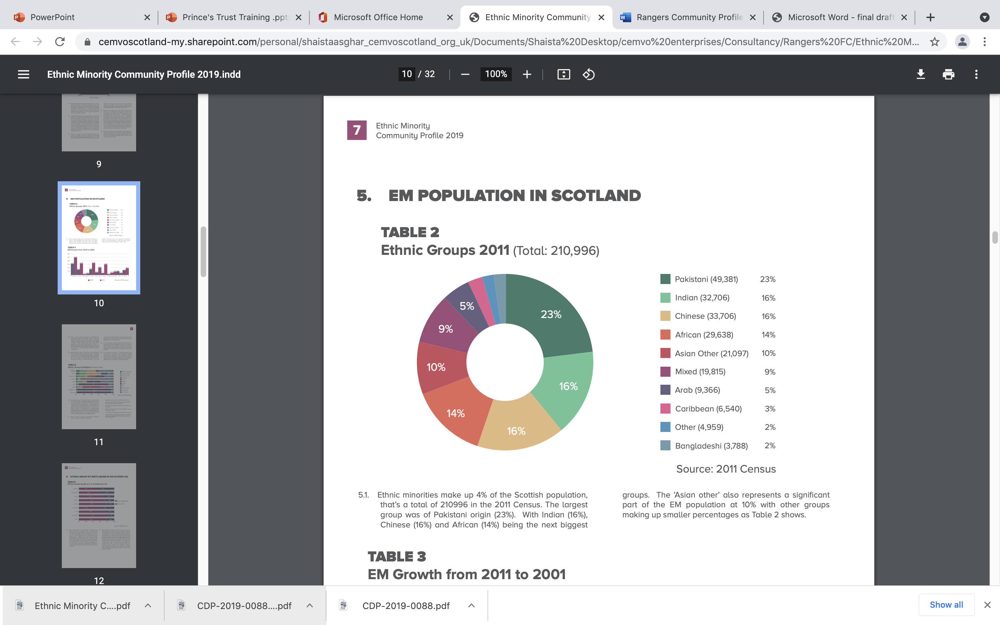 PowerPoint
Prince's Trust Training .ppt
Microsoft Office Home
Ethnic Minority Community
Rangers Community Profile
Microsoft Word - final draft
cemvoscotland-my.sharepoint.com/personal/shaistaasghar_cemvoscotland_org_uk/Documents/Shaista%20Desktop/cemvo%20enterprises/Consultancy/Rangers%20FC/Ethnic%20M...
Ethnic Minority Community Profile 2019.indd
10 / 32
100%
9
10
11
12
7
Ethnic Minority
Community Profile 2019
5. EM POPULATION IN SCOTLAND
TABLE 2
Ethnic Groups 2011 (Total: 210,996)
23%
16%
16%
14%
10%
9%
5%
Pakistani (49,381) 23%
Indian (32,706) 16%
Chinese (33,706) 16%
African (29,638) 14%
Asian Other (21,097) 10%
Mixed (19,815) 9%
Arab (9,366) 5%
Caribbean (6,540) 3%
Other (4,959) 2%
Bangladeshi (3,788) 2%
Source: 2011 Census
5.1. Ethnic minorities make up 4% of the Scottish population,
that’s a total of 210996 in the 2011 Census. The largest
group was of Pakistani origin (23%). With Indian (16%),
Chinese (16%) and African (14%) being the next biggest
groups. The ’Asian other’ also represents a significant
part of the EM population at 10% with other groups
making up smaller percentages as Table 2 shows.
TABLE 3
EM Growth from 2011 to 2001
Ethnic Minority C....pdf
CDP-2019-0088....pdf
CDP-2019-0088.pdf
Show all